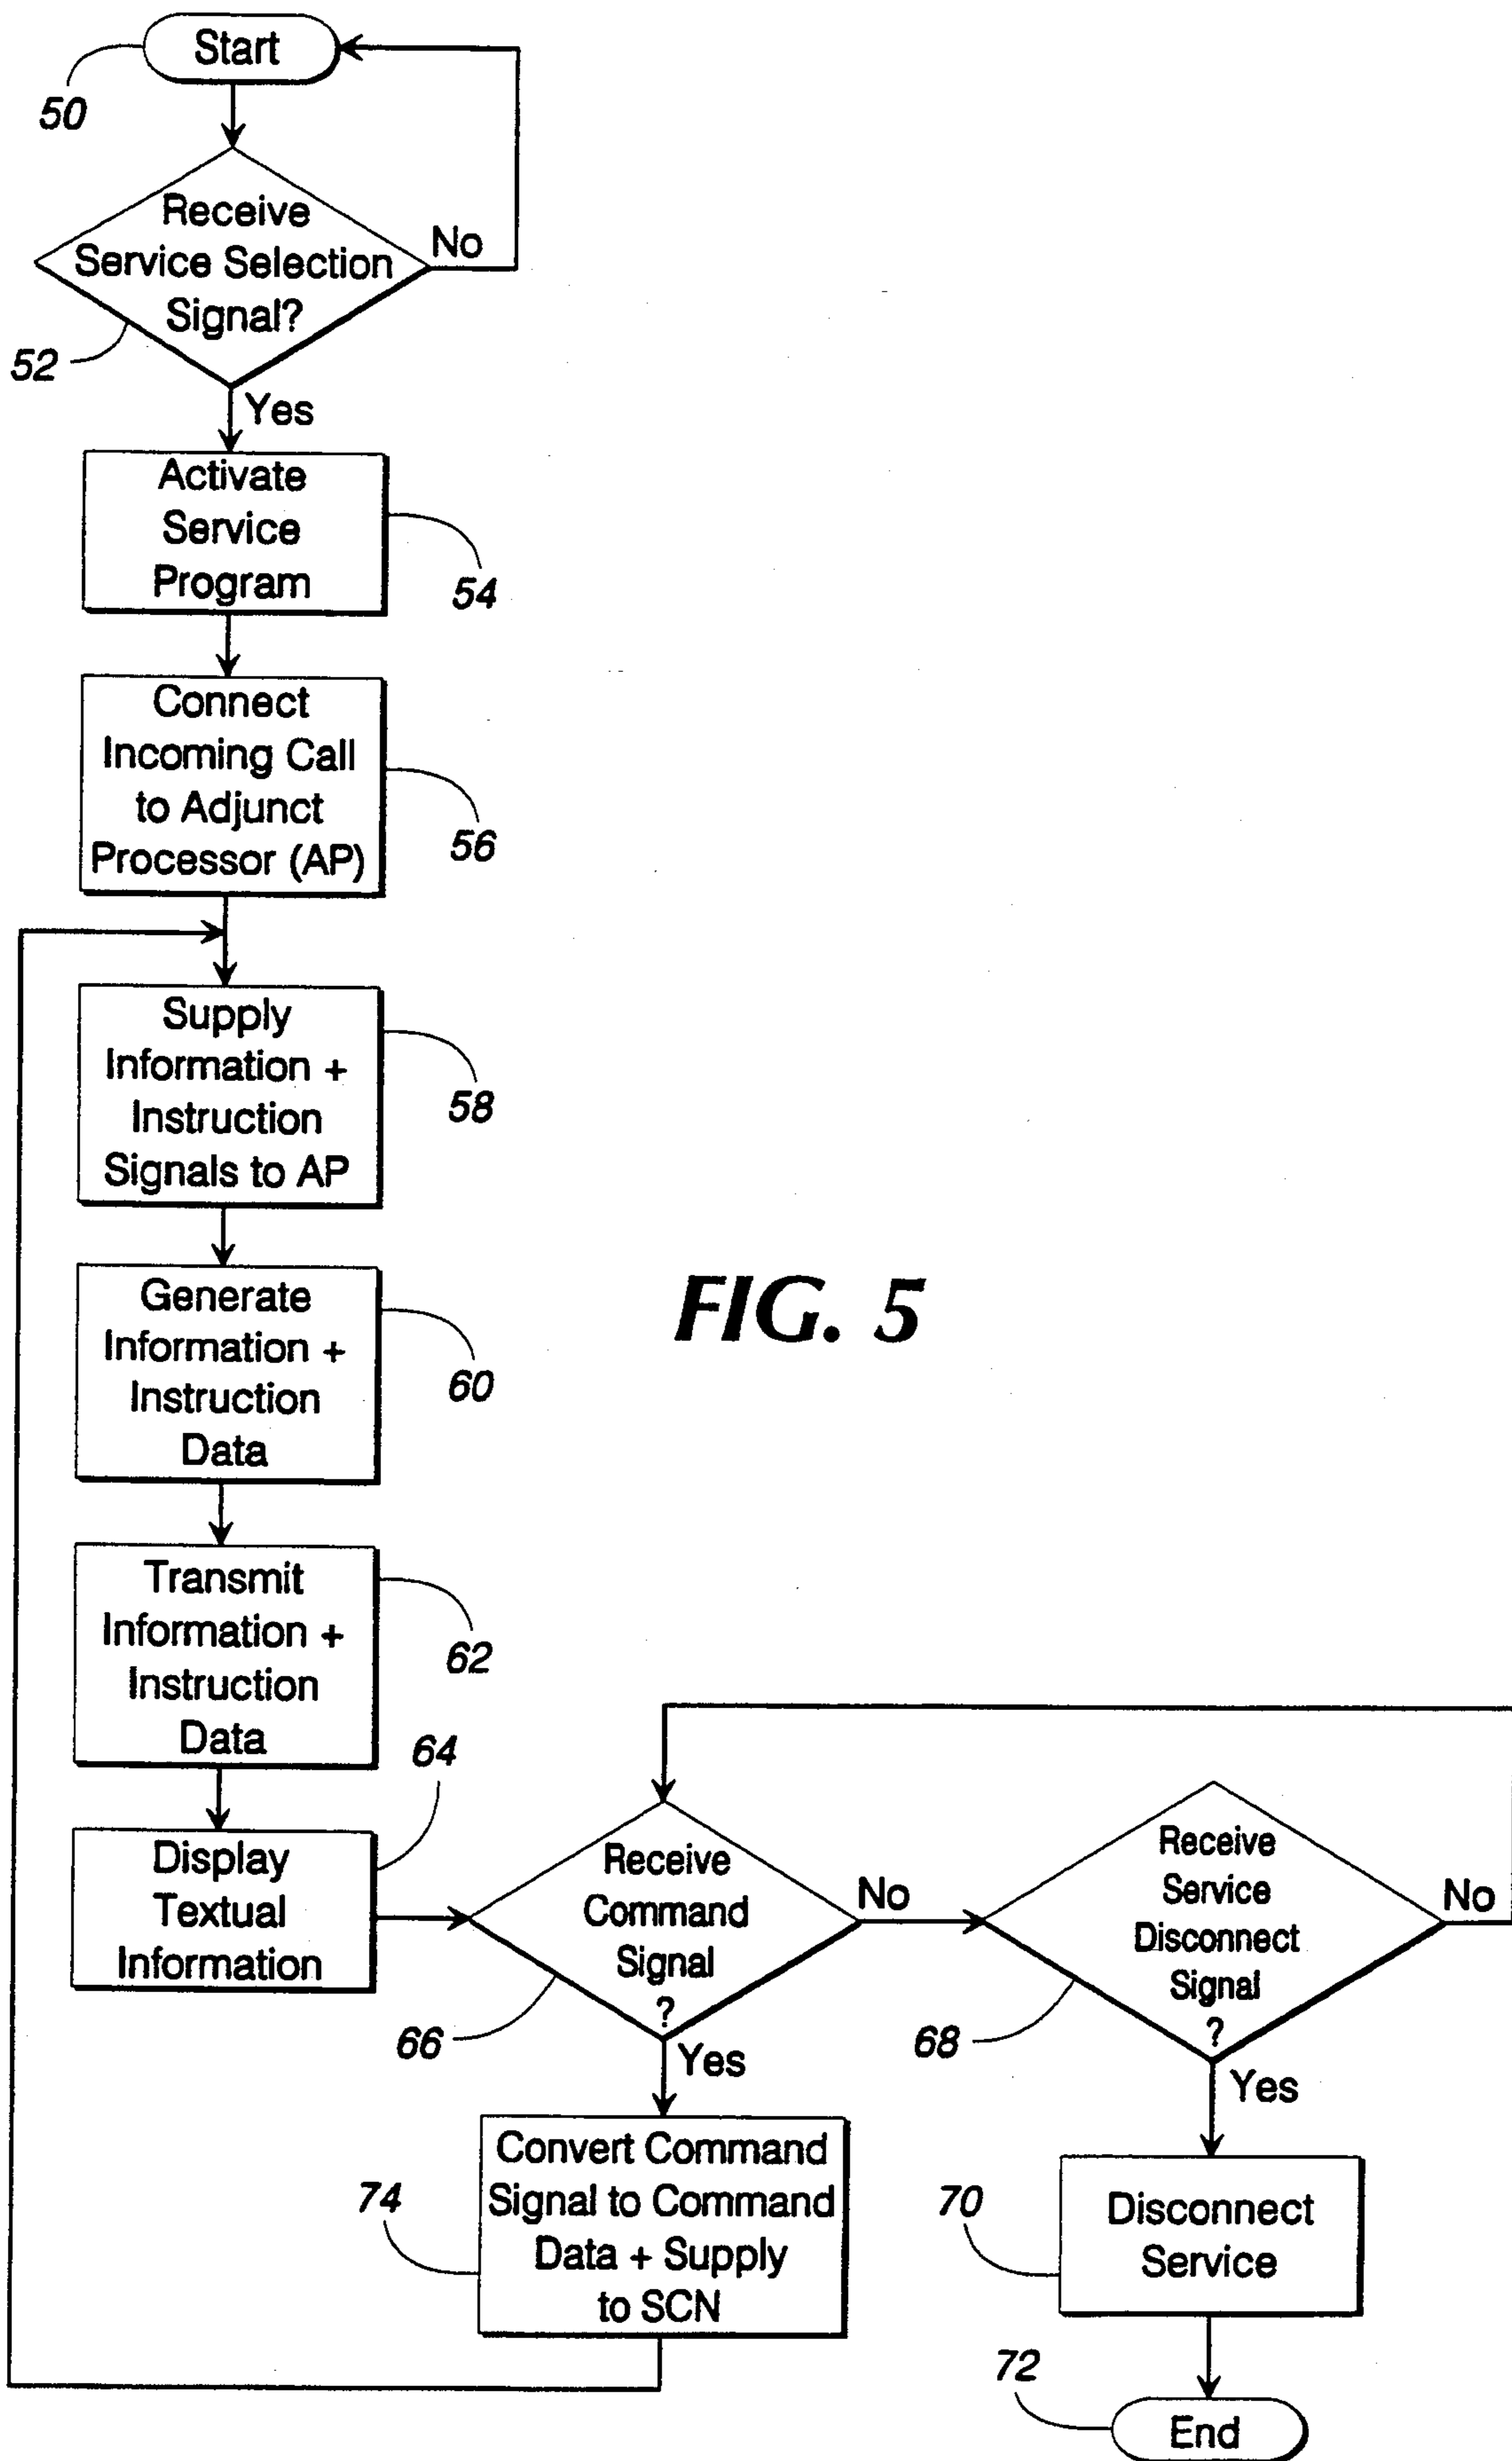 Start
50
Receive
Service Selection
Signal?
No
52
Yes
Activate
Service
Program
54
Connect
Incoming Call
to Adjunct
Processor (AP)
56
Supply
Information +
Instruction
Signals to AP
58
Generate
Information +
Instruction
Data
60
FIG. 5
Transmit
Information +
Instruction
Data
62
64
Display
Textual
Information
Receive
Command
Signal
?
No
66
Yes
Receive
Service
Disconnect
Signal
?
No
68
Yes
Convert Command
Signal to Command
Data + Supply
to SCN
74
Disconnect
Service
70
72
End